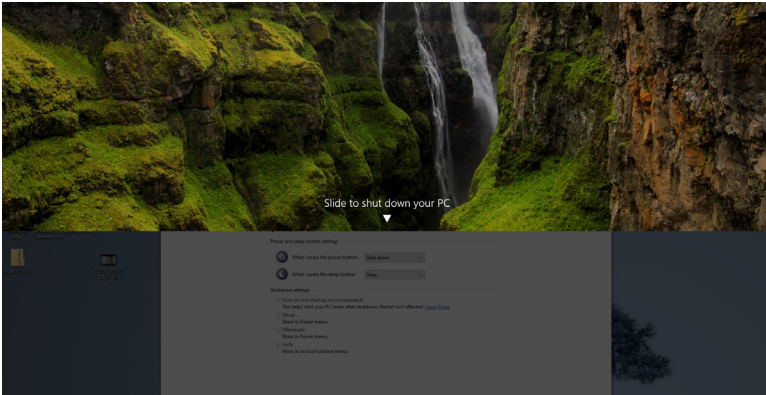 Slide to shut down your PC
Power and sleep button settings
When I press the power button: Shut down
When I press the sleep button: Sleep
Shutdown settings
Turn on fast startup (recommended)
This helps start your PC faster after shutdown. Restart isn't affected. Learn More
Sleep
Show in Power menu.
Hibernate
Show in Power menu.
Lock
Show in account picture menu.